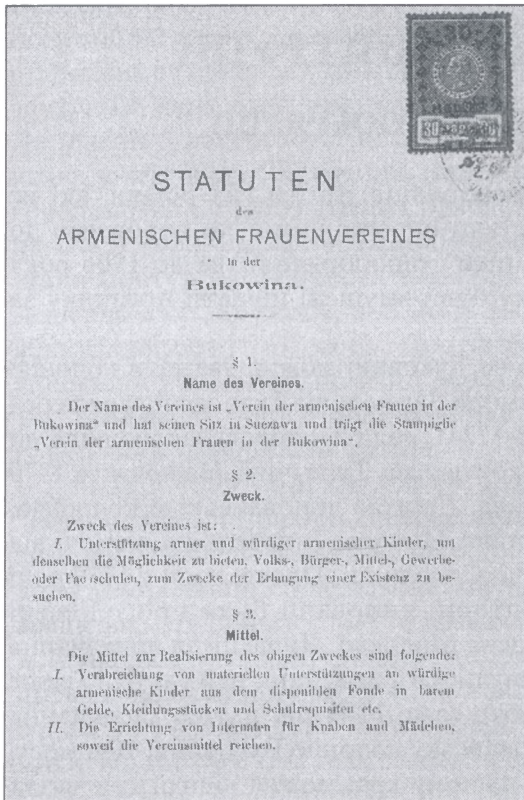 STATUTEN
des
ARMENISCHEN FRAUENVEREINES
in der
Bukowina.
§ 1.
Name des Vereines.
Der Name des Vereines ist „Verein der armenischen Frauen in der
Bukowina“ und hat seinen Sitz in Suczawa und trägt die Stampiglie
„Verein der armenischen Frauen in der Bukowina“.
§ 2.
Zweck.
Zweck des Vereines ist:
I. Unterstützung armer und würdiger armenischer Kinder, um
denselben die Möglichkeit zu bieten, Volks-, Bürger-, Mittel-, Gewerbe-
oder Fachschulen, zum Zwecke der Erlangung einer Existenz zu be-
suchen.
§ 3.
Mittel.
Die Mittel zur Realisierung des obigen Zweckes sind folgende:
I. Verabreichung von materiellen Unterstützungen an würdige
armenische Kinder aus dem disponiblen Fonde in barem
Gelde, Kleidungsstücken und Schulrequisiten etc.
II. Die Errichtung von Internaten für Knaben und Mädchen,
soweit die Vereinsmittel reichen.